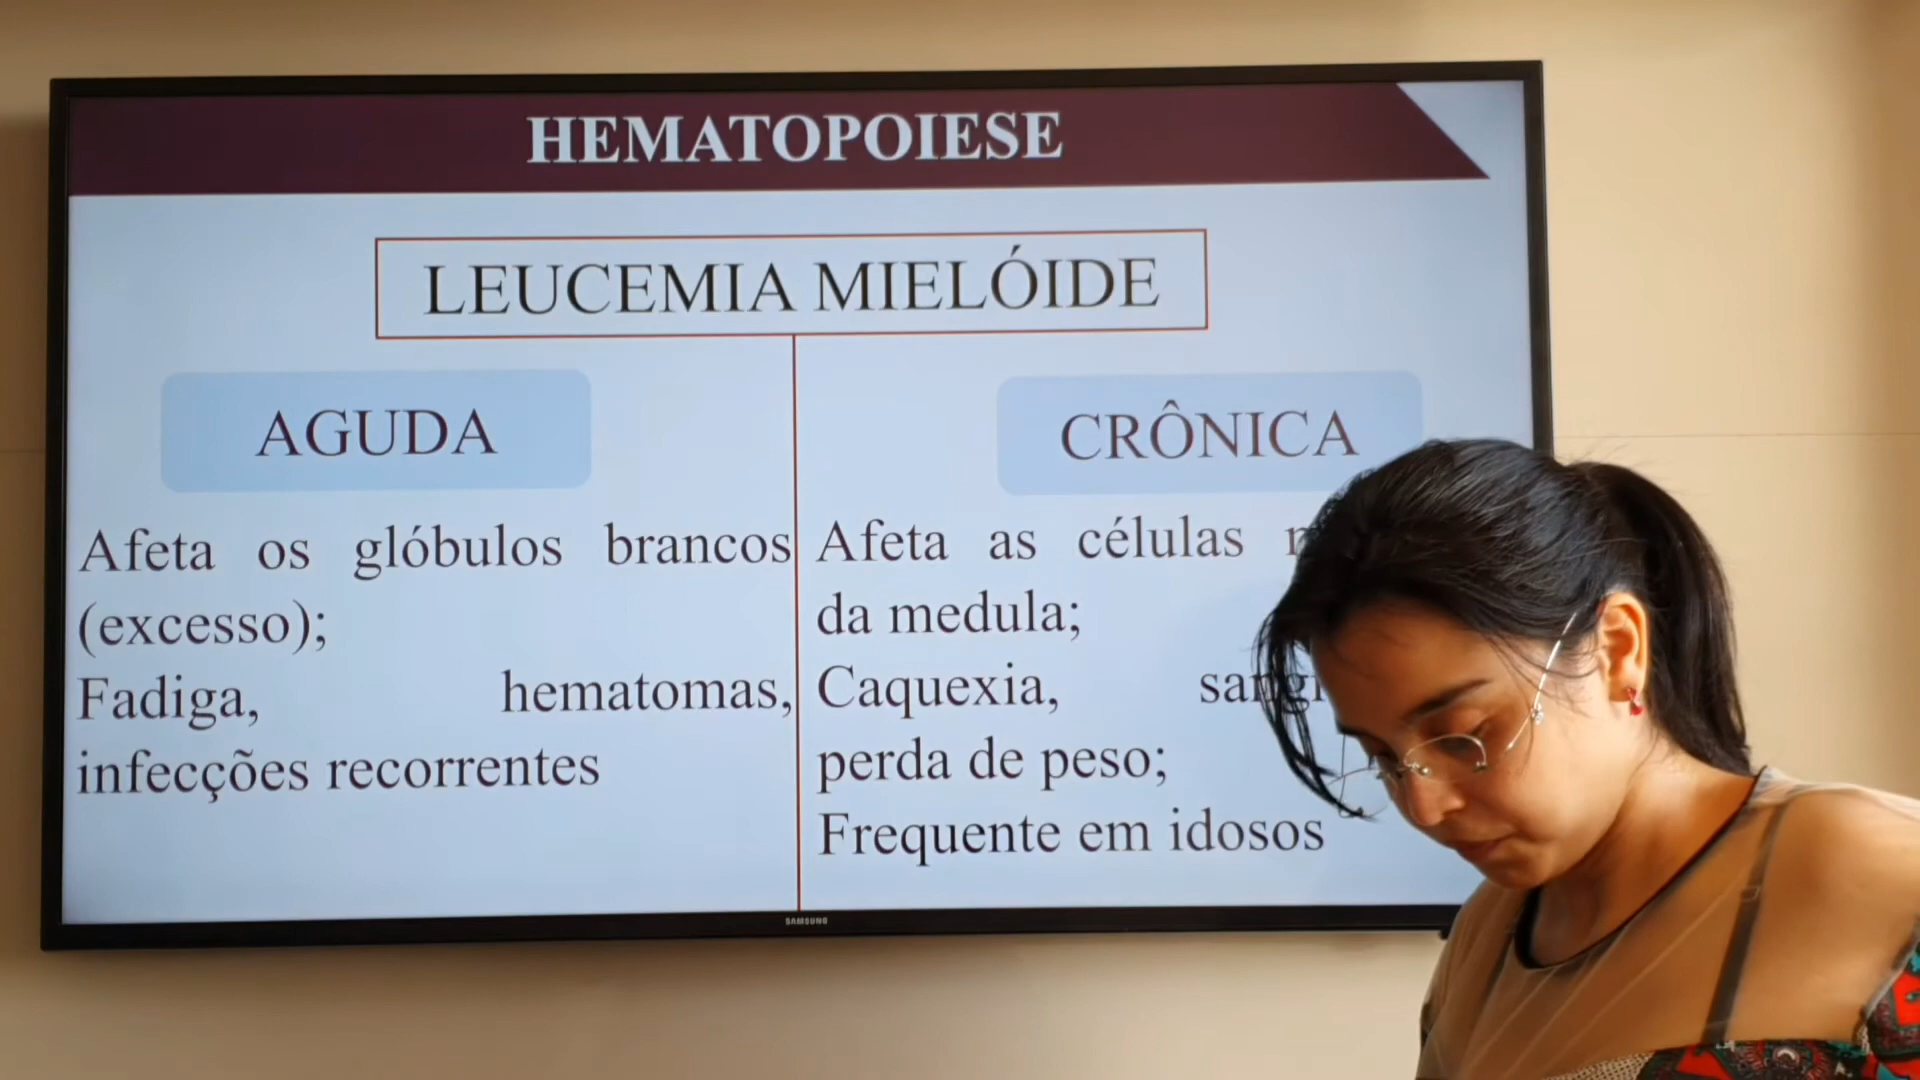 HEMATOPOIESE
LEUCEMIA MIELÓIDE
AGUDA
Afeta os glóbulos brancos
(excesso);
Fadiga, hematomas,
infecções recorrentes
CRÔNICA
Afeta as células
da medula;
Caquexia,
perda de peso;
Frequente em idosos
SAMSUNG